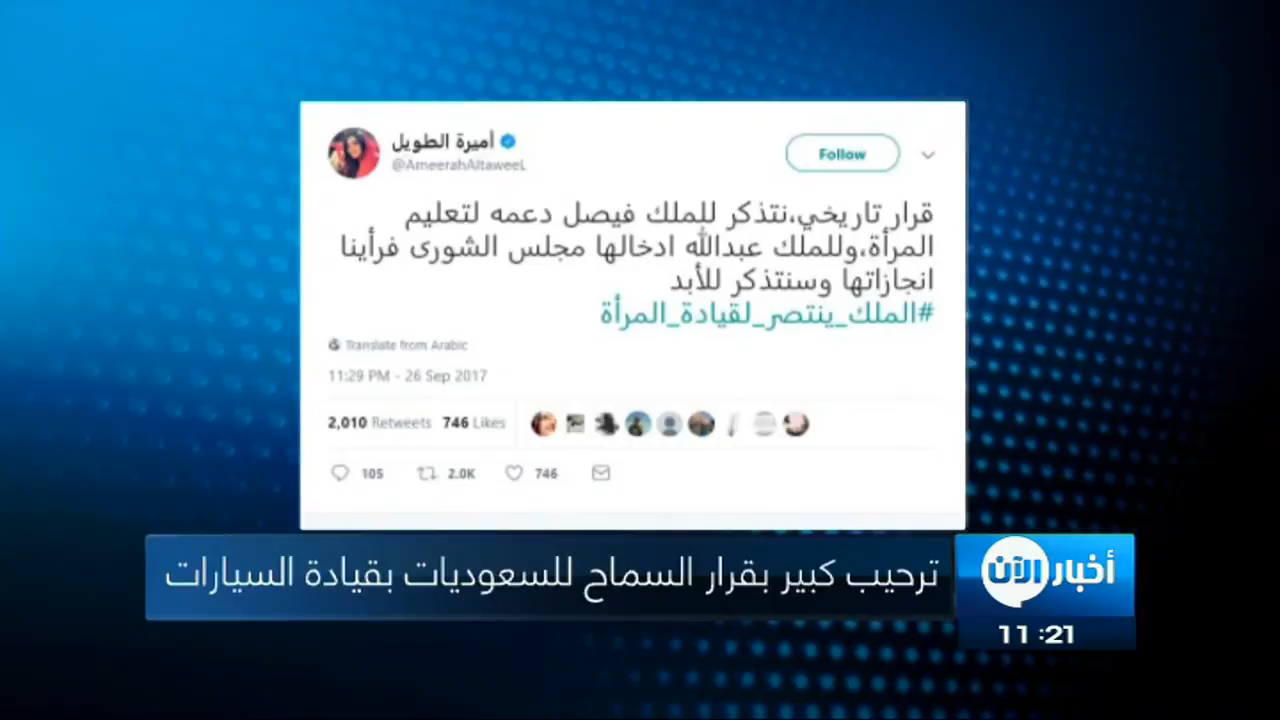 أميرة الطويل
@AmeerahAltaweel
Follow
قرار تاريخي،نتذكر للملك فيصل دعمه لتعليم
المرأة،وللملك عبدالله ادخالها مجلس الشورى فرأينا
انجازاتها وسنتذكر للأبد
#الملك_ينتصر_لقيادة_المرأة
Translate from Arabic
11:29 PM - 26 Sep 2017
2,010 Retweets 746 Likes
105 2.0K 746
ترحيب كبير بقرار السماح للسعوديات بقيادة السيارات
أخبار الآن
11:21